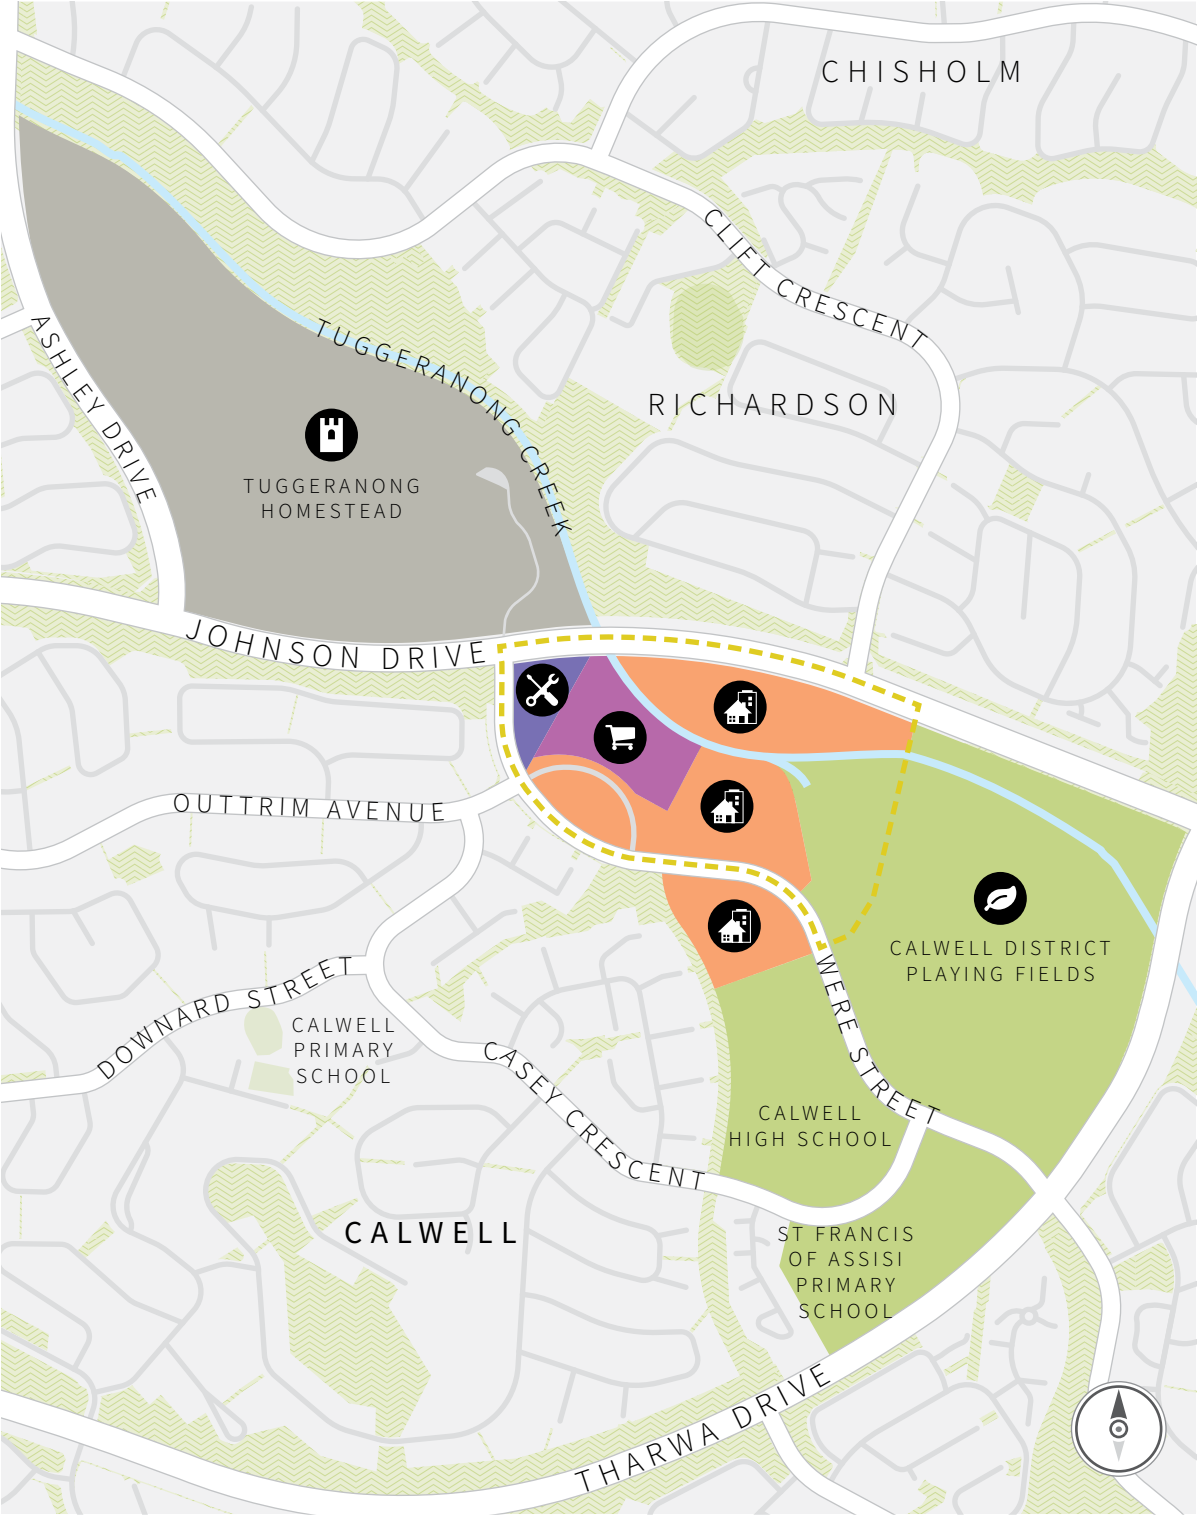 CHISHOLM
CLIFT CRESCENT
TUGGERANONG CREEK
ASHLEY DRIVE
RICHARDSON
TUGGERANONG
HOMESTEAD
JOHNSON DRIVE
OUTTRIM AVENUE
CALWELL DISTRICT
PLAYING FIELDS
DOWNARD STREET
WERE STREET
CALWELL
PRIMARY
SCHOOL
CASEY CRESCENT
CALWELL
HIGH SCHOOL
CALWELL
ST FRANCIS
OF ASSISI
PRIMARY
SCHOOL
THARWA DRIVE